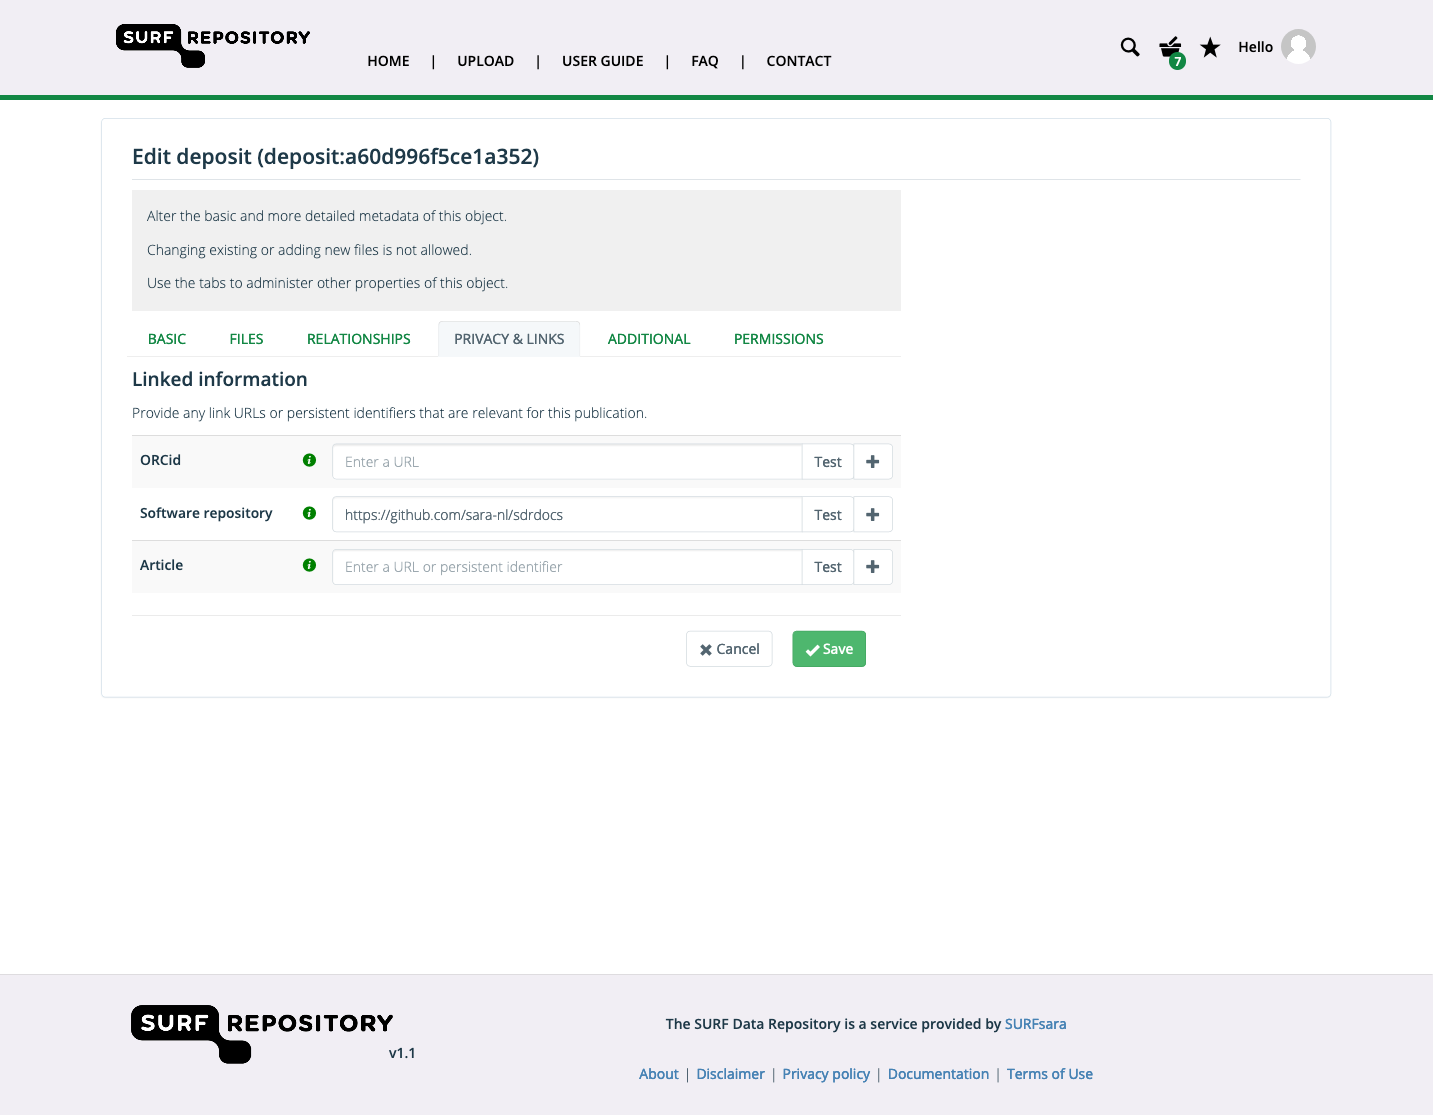 SURF REPOSITORY
HOME | UPLOAD | USER GUIDE | FAQ | CONTACT
7
Hello
Edit deposit (deposit:a60d996f5ce1a352)
Alter the basic and more detailed metadata of this object.
Changing existing or adding new files is not allowed.
Use the tabs to administer other properties of this object.
BASIC FILES RELATIONSHIPS PRIVACY & LINKS ADDITIONAL PERMISSIONS
Linked information
Provide any link URLs or persistent identifiers that are relevant for this publication.
ORCid i Enter a URL Test
Software repository i https://github.com/sara-nl/sdrdocs Test
Article i Enter a URL or persistent identifier Test
Cancel Save
SURF REPOSITORY
v1.1
The SURF Data Repository is a service provided by SURFsara
About | Disclaimer | Privacy policy | Documentation | Terms of Use